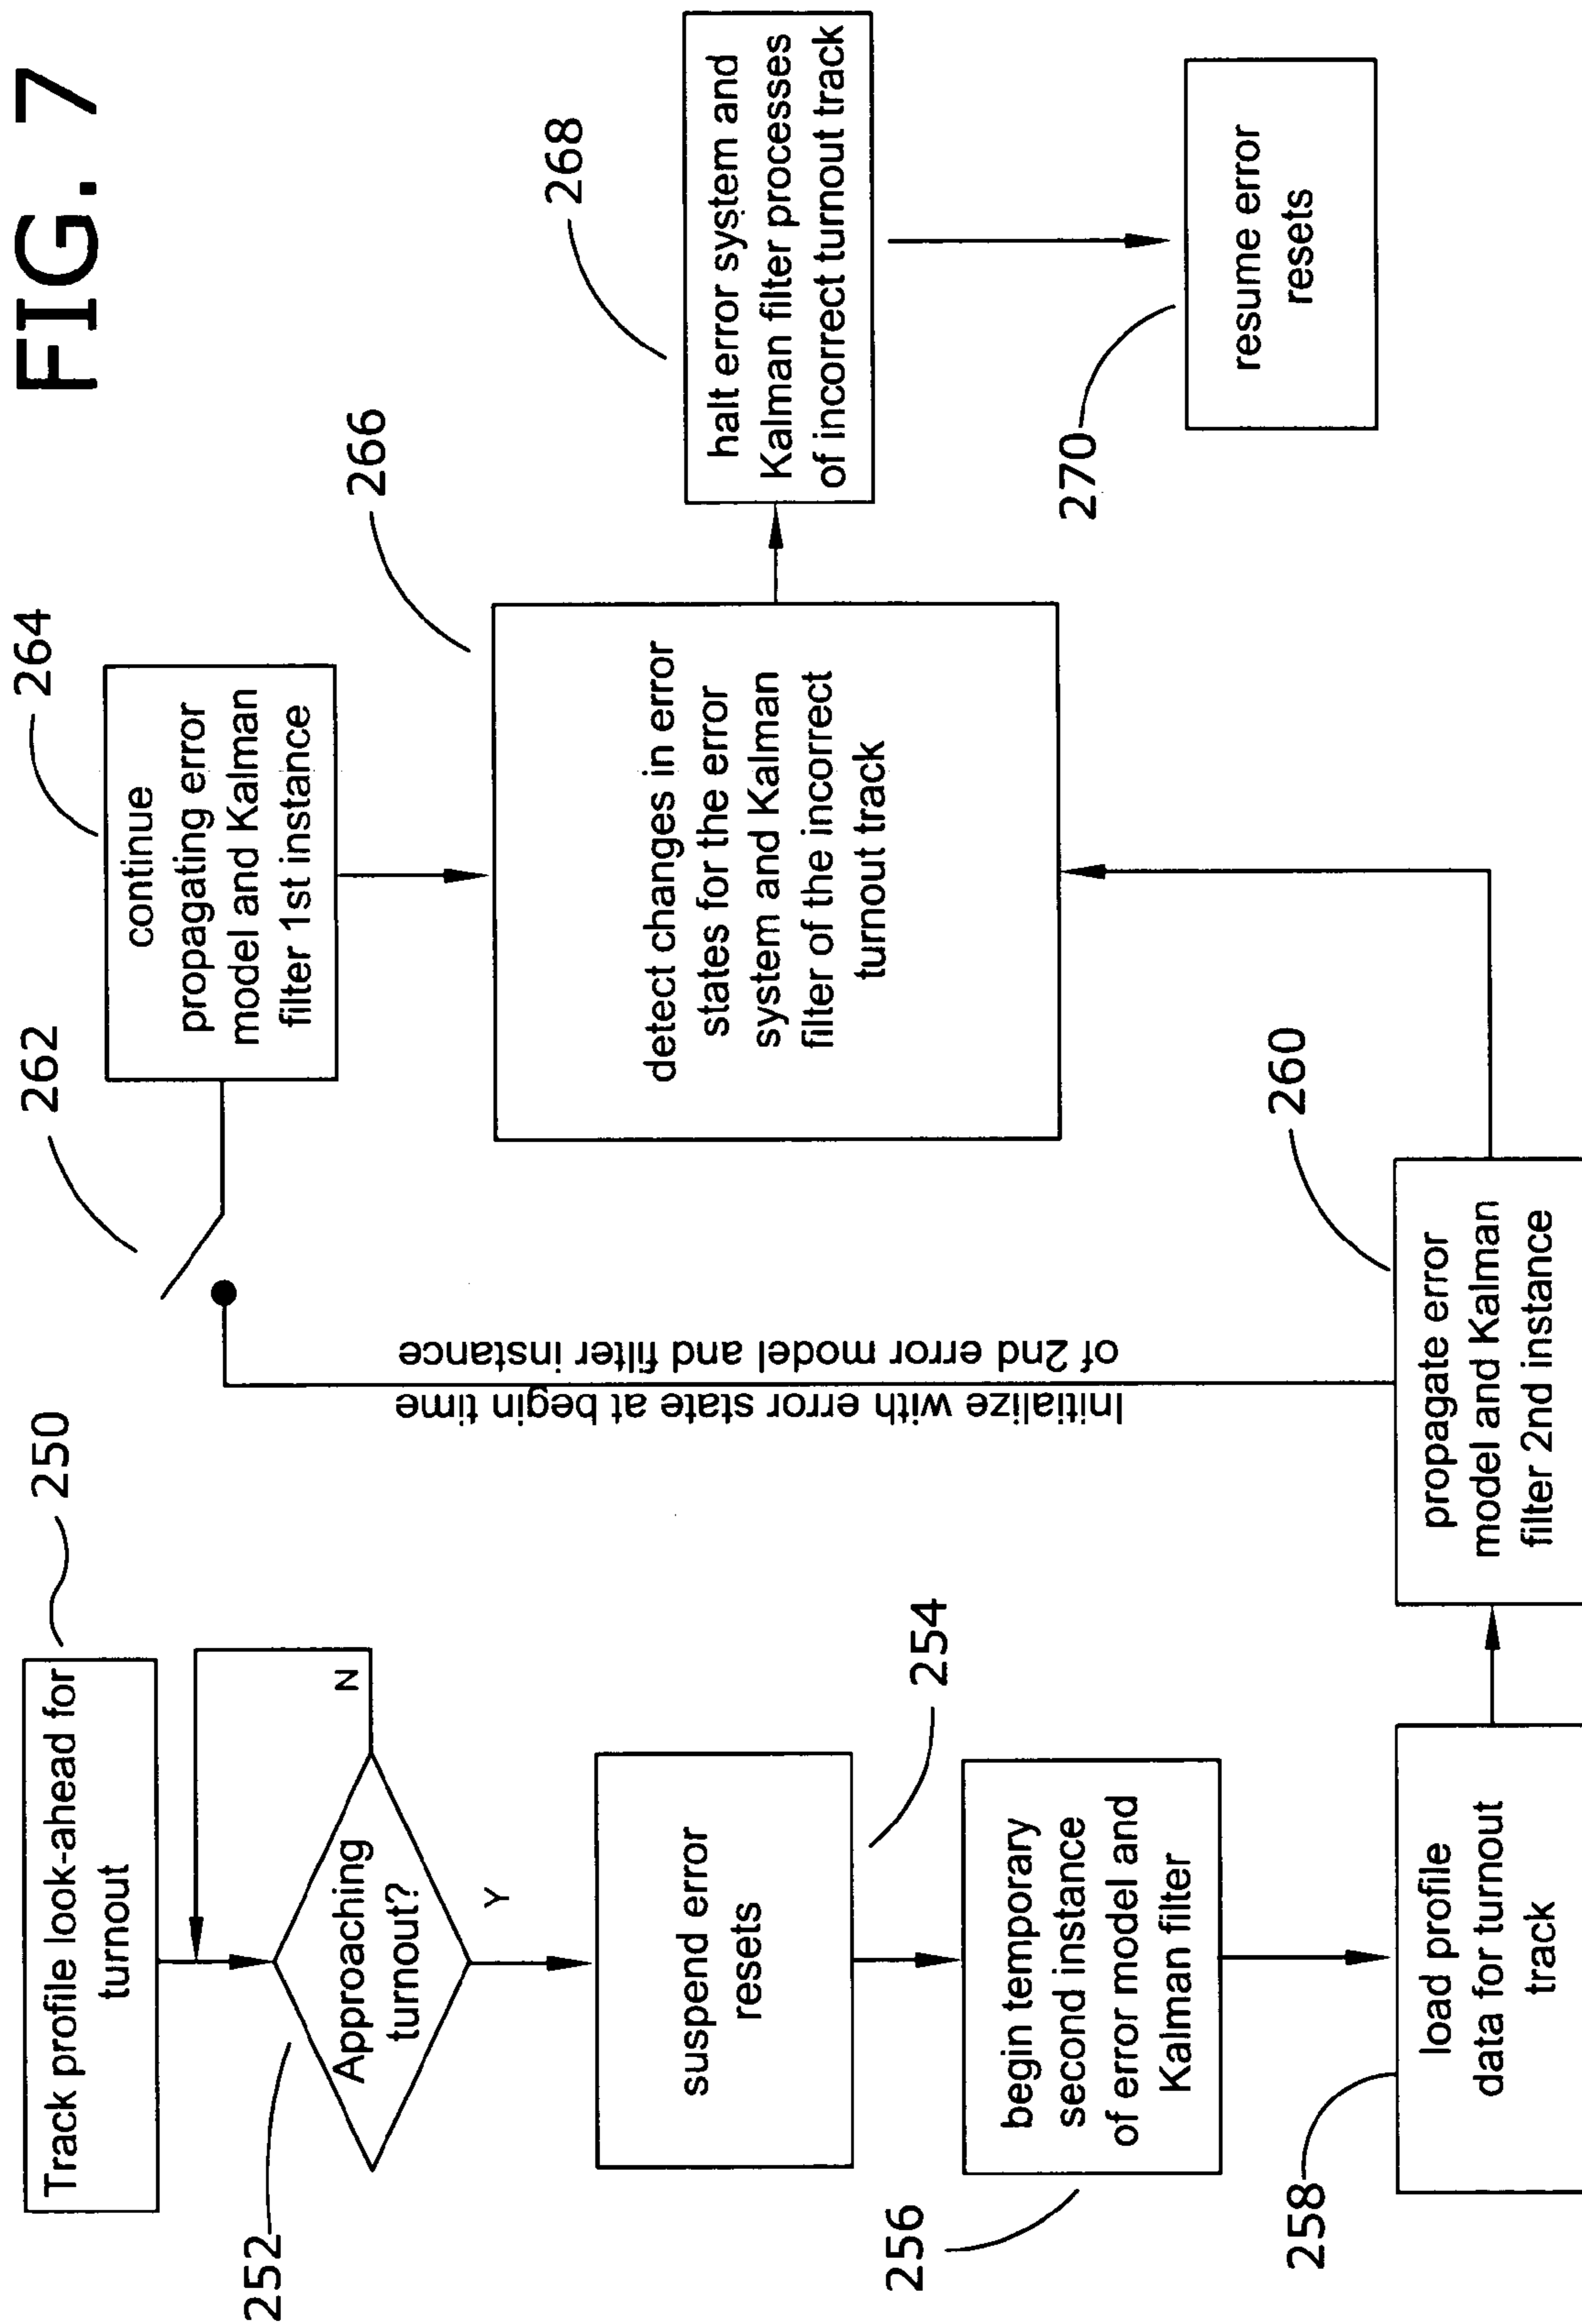 FIG. 7
Track profile look-ahead for
turnout
250
Approaching
turnout?
252
N
Y
suspend error
resets
254
begin temporary
second instance
of error model and
Kalman filter
256
load profile
data for turnout
track
258
propagate error
model and Kalman
filter 2nd instance
260
Initialize with error state at begin time
of 2nd error model and filter instance
262
continue
propagating error
model and Kalman
filter 1st instance
264
detect changes in error
states for the error
system and Kalman
filter of the incorrect
turnout track
266
halt error system and
Kalman filter processes
of incorrect turnout track
268
resume error
resets
270